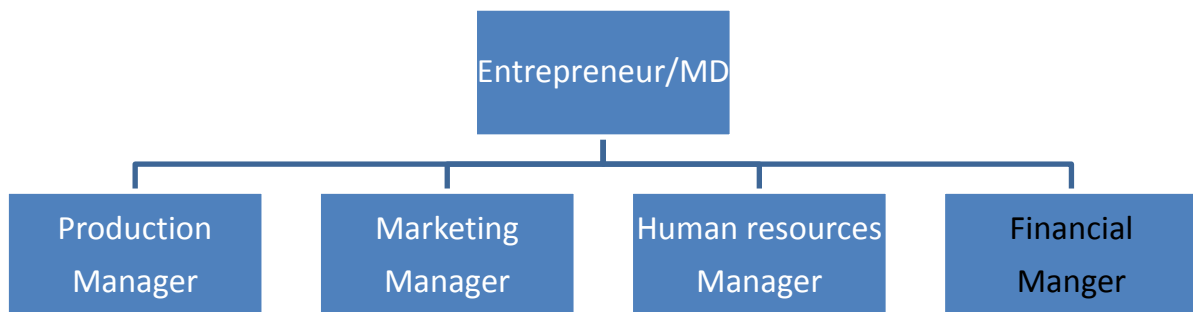 Entrepreneur/MD
Production
Manager
Marketing
Manager
Human resources
Manager
Financial
Manger